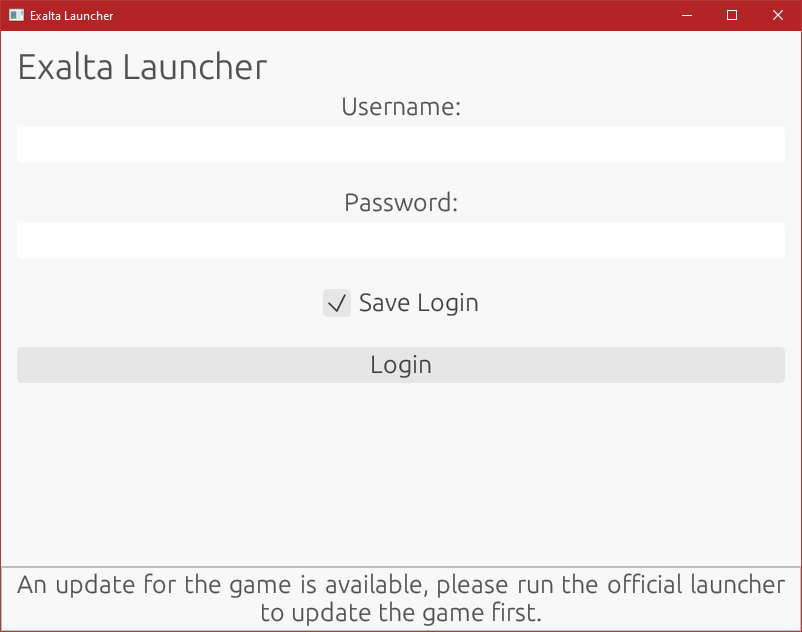 Exalta Launcher
Exalta Launcher
Username:
Password:
Save Login
Login
An update for the game is available, please run the official launcher
to update the game first.